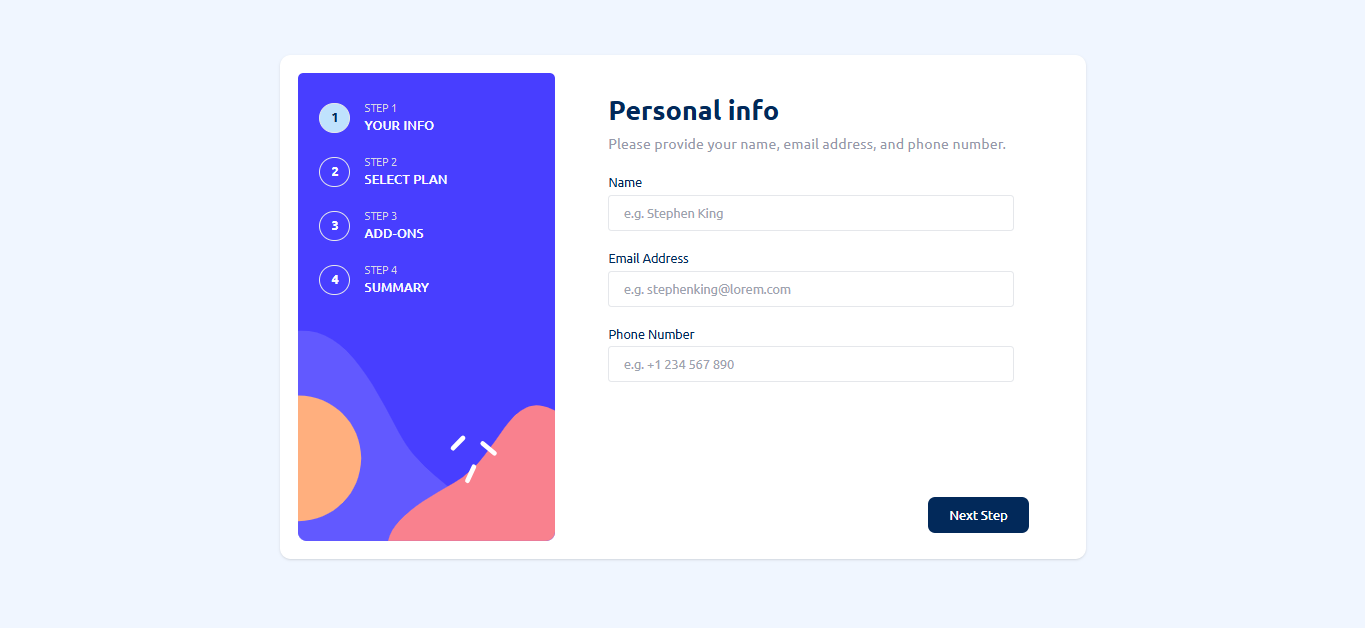 1
STEP 1
YOUR INFO
2
STEP 2
SELECT PLAN
3
STEP 3
ADD-ONS
4
STEP 4
SUMMARY
Personal info
Please provide your name, email address, and phone number.
Name
e.g. Stephen King
Email Address
e.g. stephenking@lorem.com
Phone Number
e.g. +1 234 567 890
Next Step